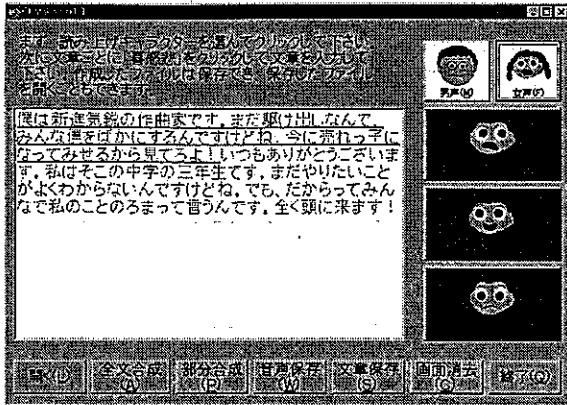 まず、読み上げキャラクターを選んでクリックして下さい。
次に文章ごとに、[音感情]をクリックして文章を入力して
下さい。作成したファイルは保存でき、保存したファイル
を開くこともできます。
男声(M)
女声(F)
僕は新進気鋭の作曲家です。まだ駆け出しなんで、
みんな僕をばかにするんですけどね、今に売れっ子に
なってみせるから見てろよ！いつもありがとうございま
す。私はそこの中学の三年生です。まだやりたいこと
がよくわからないんですけどね。でも、だからってみん
なで私のことのろまって言うんです。全く頭に来ます！
開く(L)
全文合成
(A)
部分合成
(P)
音声保存
(W)
文章保存
(S)
画面消去
(C)
終了(Q)